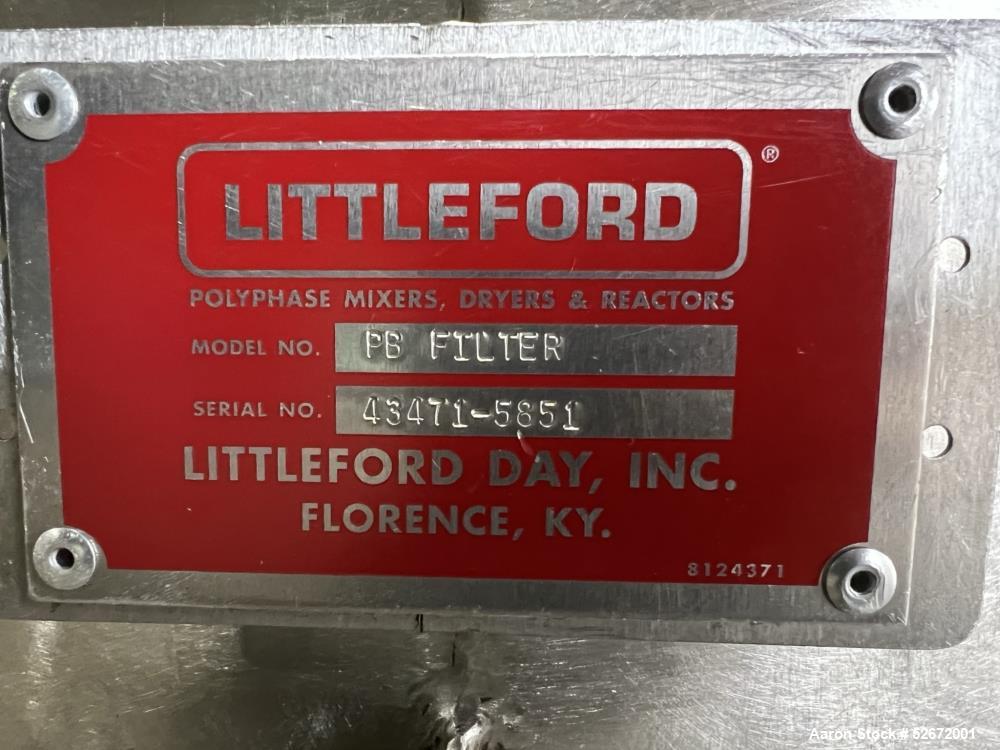 LITTLEFORD®
POLYPHASE MIXERS, DRYERS & REACTORS
MODEL NO. PB FILTER
SERIAL NO. 43471-5851
LITTLEFORD DAY, INC.
FLORENCE, KY.
8124371
Aaron Stock# 52672001